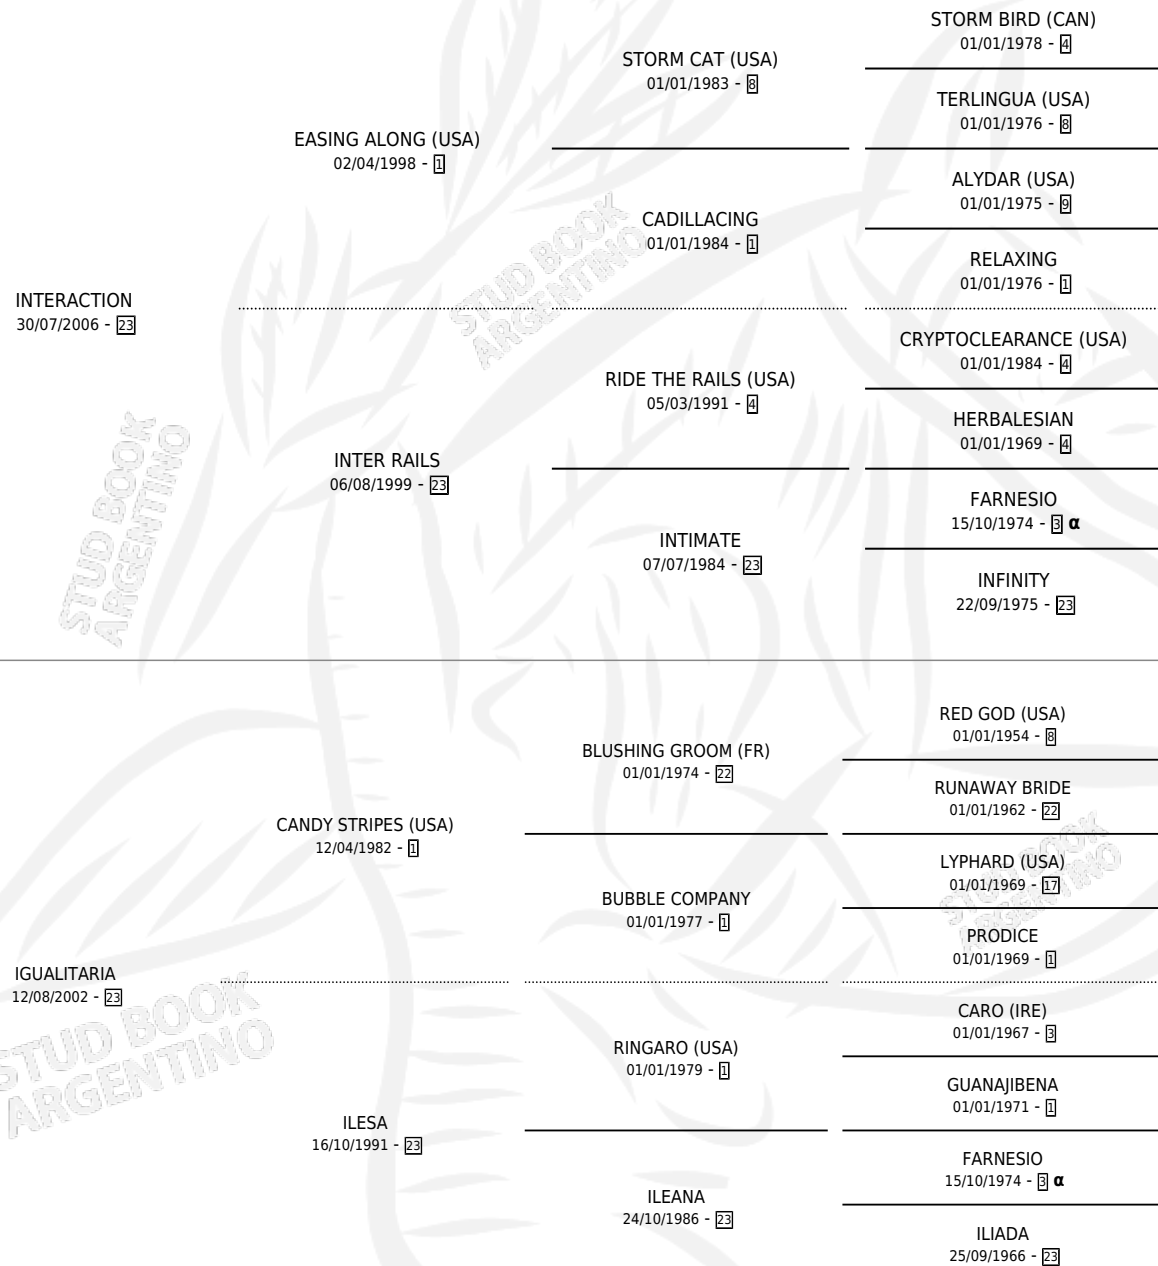 STORM BIRD (CAN)
01/01/1978 - 4
STORM CAT (USA)
01/01/1983 - 8
TERLINGUA (USA)
01/01/1976 - 8
EASING ALONG (USA)
02/04/1998 - 1
ALYDAR (USA)
01/01/1975 - 9
CADILLACING
01/01/1984 - 1
RELAXING
01/01/1976 - 1
INTERACTION
30/07/2006 - 23
CRYPTOCLEARANCE (USA)
01/01/1984 - 4
RIDE THE RAILS (USA)
05/03/1991 - 4
HERBALESIAN
01/01/1969 - 4
INTER RAILS
06/08/1999 - 23
FARNESIO
15/10/1974 - 3 α
INTIMATE
07/07/1984 - 23
INFINITY
22/09/1975 - 23
RED GOD (USA)
01/01/1954 - 8
BLUSHING GROOM (FR)
01/01/1974 - 22
RUNAWAY BRIDE
01/01/1962 - 22
CANDY STRIPES (USA)
12/04/1982 - 1
LYPHARD (USA)
01/01/1969 - 17
BUBBLE COMPANY
01/01/1977 - 1
PRODICE
01/01/1969 - 1
IGUALITARIA
12/08/2002 - 23
CARO (IRE)
01/01/1967 - 3
RINGARO (USA)
01/01/1979 - 1
GUANAJIBENA
01/01/1971 - 1
ILESA
16/10/1991 - 23
FARNESIO
15/10/1974 - 3 α
ILEANA
24/10/1986 - 23
ILIADA
25/09/1966 - 23
STUD BOOK
ARGENTINO
STUD BOOK
ARGENTINO
STUD BOOK
ARGENTINO
STUD BOOK
ARGENTINO